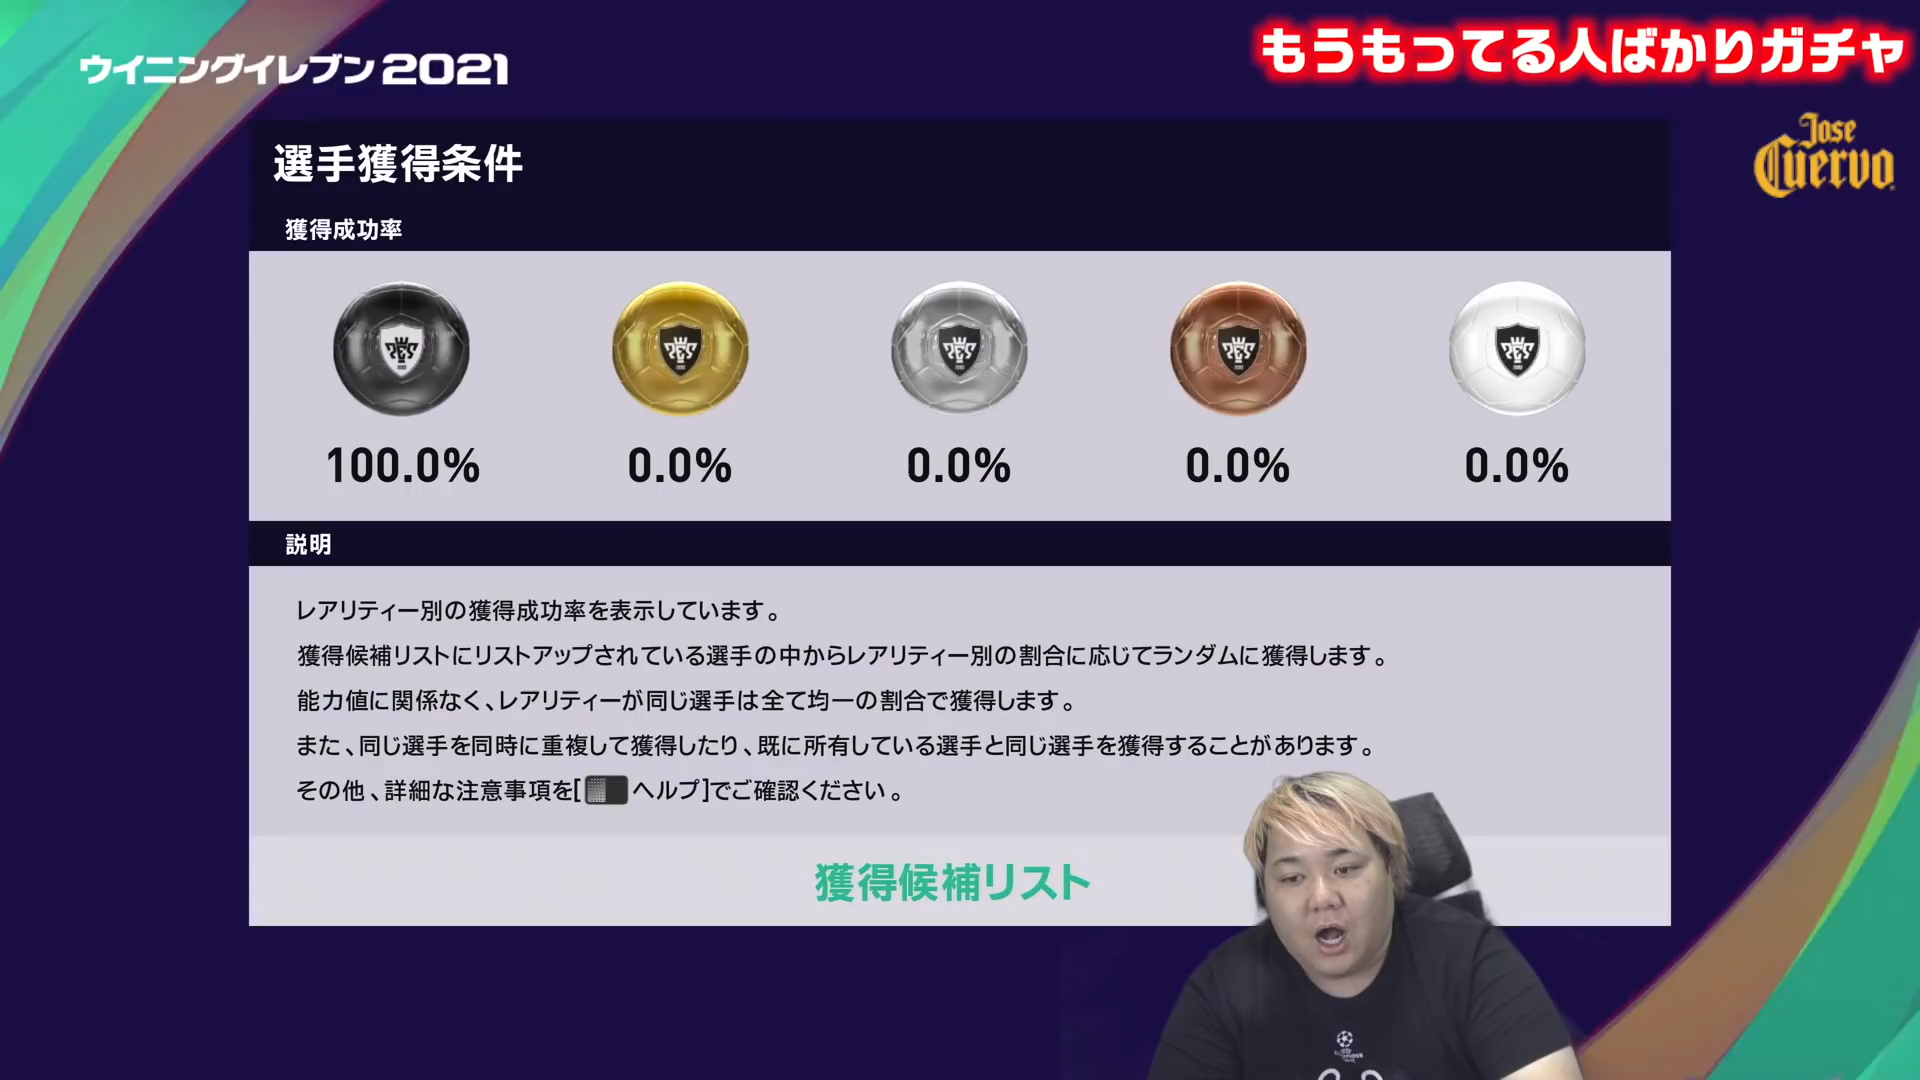 ウイニングイレブン 2021
もうもってる人ばかりガチャ
Jose
Cuervo
選手獲得条件
獲得成功率
100.0% 0.0% 0.0% 0.0% 0.0%
説明
レアリティー別の獲得成功率を表示しています。
獲得候補リストにリストアップされている選手の中からレアリティー別の割合に応じてランダムに獲得します。
能力値に関係なく、レアリティーが同じ選手は全て均一の割合で獲得します。
また、同じ選手を同時に重複して獲得したり、既に所有している選手と同じ選手を獲得することがあります。
その他、詳細な注意事項を[ヘルプ]でご確認ください。
獲得候補リスト